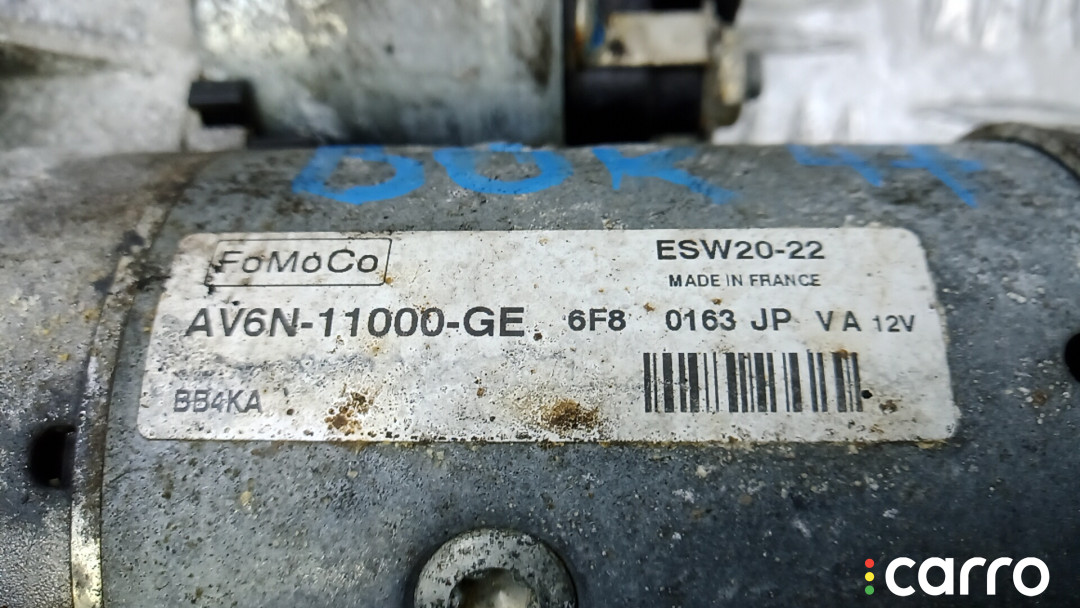 FoMoCo
ESW20-22
MADE IN FRANCE
AV6N-11000-GE 6F8 0163 JP VA 12V
BB4KA
carro